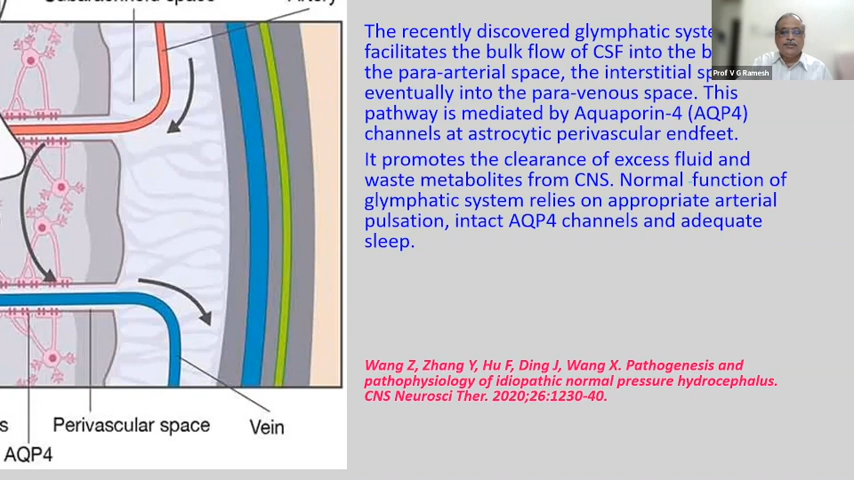 Subarachnoid space
Artery
The recently discovered glymphatic
facilitates the bulk flow of CSF into the
the para-arterial space, the interstitial
eventually into the para-venous space. This
pathway is mediated by Aquaporin-4 (AQP4)
channels at astrocytic perivascular endfeet.
It promotes the clearance of excess fluid and
waste metabolites from CNS. Normal function of
glymphatic system relies on appropriate arterial
pulsation, intact AQP4 channels and adequate
sleep.
Wang Z, Zhang Y, Hu F, Ding J, Wang X. Pathogenesis and
pathophysiology of idiopathic normal pressure hydrocephalus.
CNS Neurosci Ther. 2020;26:1230-40.
Prof V G Ramesh
Perivascular space
Vein
AQP4